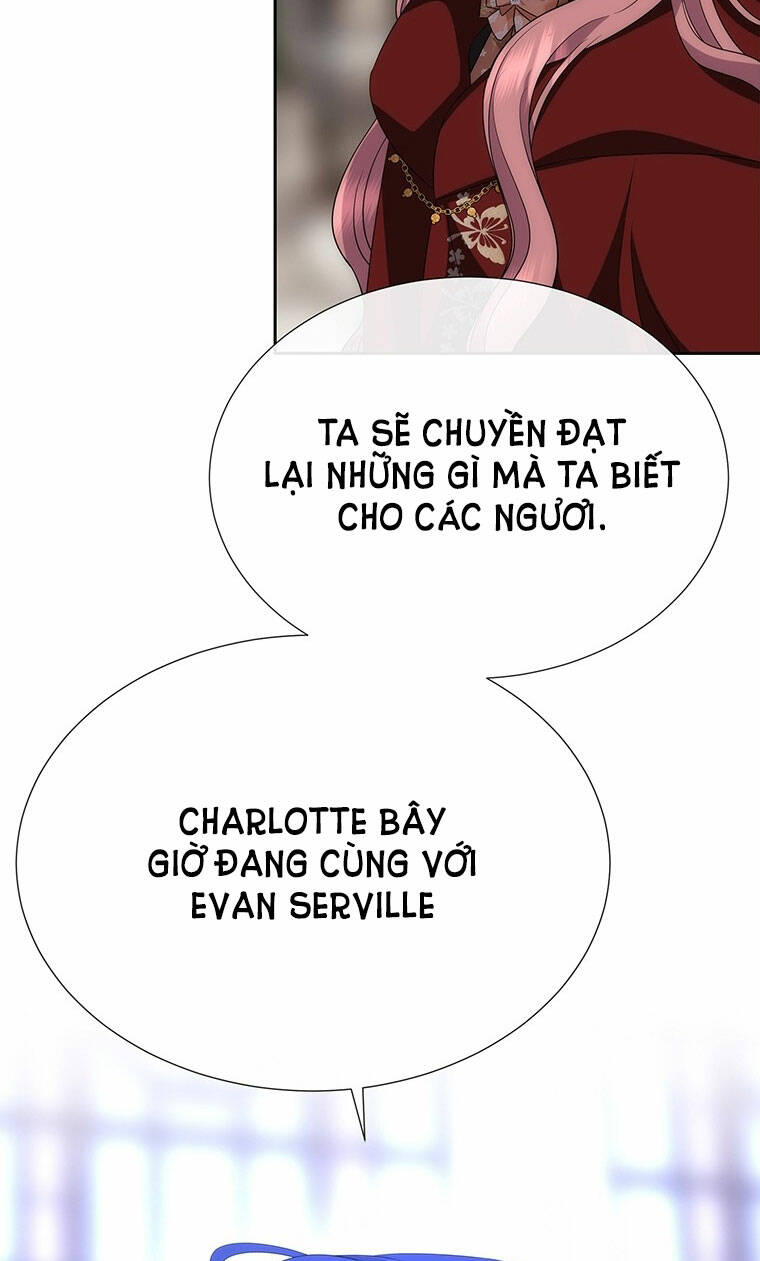 TA SẼ CHUYỀN ĐẠT
LẠI NHỮNG GÌ MÀ TA BIẾT
CHO CÁC NGƯƠI.
CHARLOTTE BÂY
GIỜ ĐANG CÙNG VỚI
EVAN SERVILLE